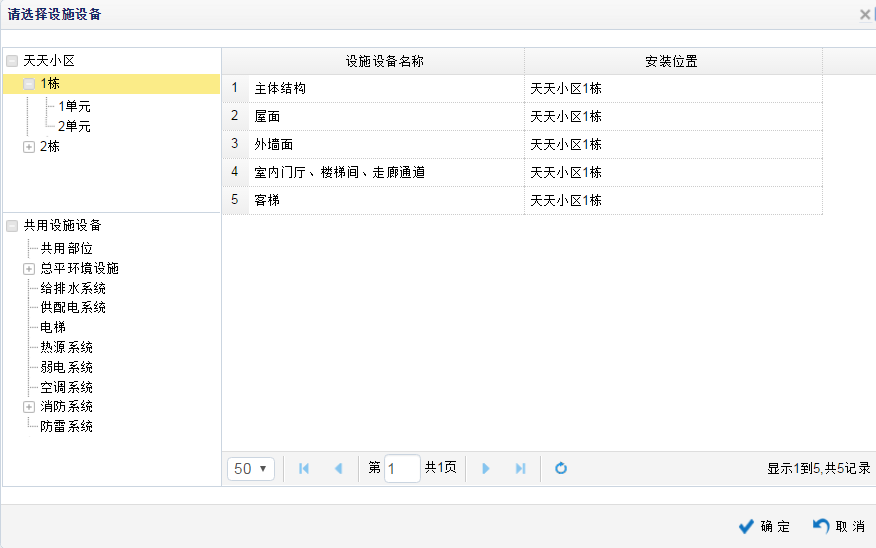 请选择设施设备
天天小区
1栋
1单元
2单元
2栋
共用设施设备
共用部位
总平环境设施
给排水系统
供配电系统
电梯
热源系统
弱电系统
空调系统
消防系统
防雷系统
设施设备名称 安装位置
1 主体结构 天天小区1栋
2 屋面 天天小区1栋
3 外墙面 天天小区1栋
4 室内门厅、楼梯间、走廊通道 天天小区1栋
5 客梯 天天小区1栋
50 第 1 共1页 显示1到5,共5记录
确定 取消